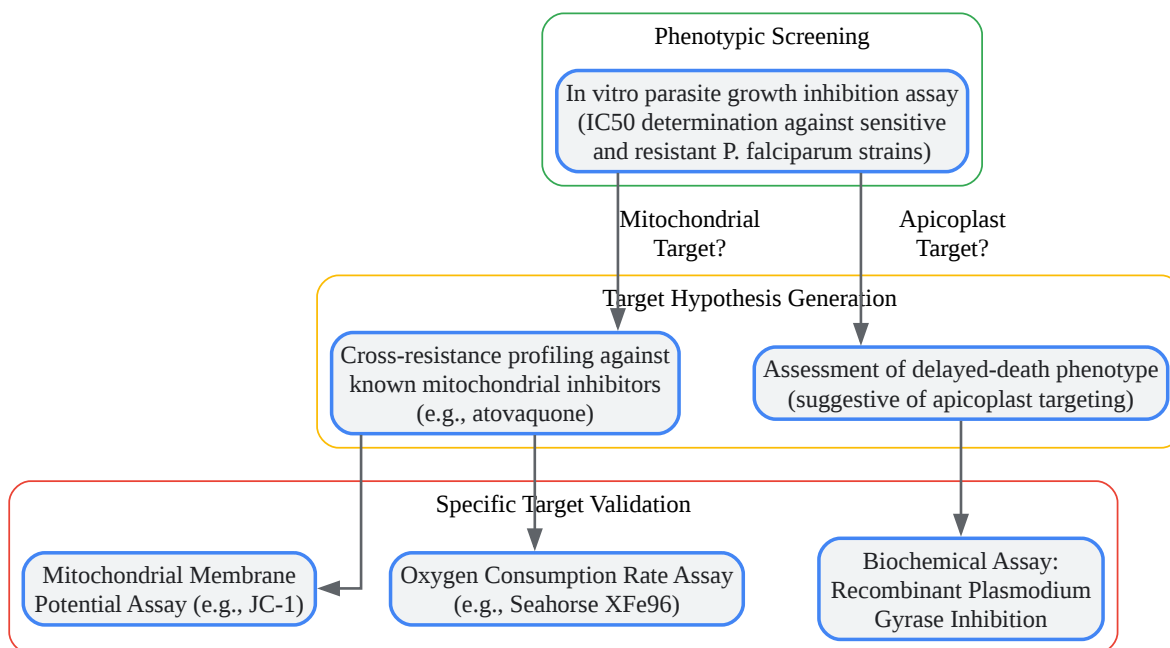 Phenotypic Screening
In vitro parasite growth inhibition assay
(IC50 determination against sensitive
and resistant P. falciparum strains)
Mitochondrial
Target?
Apicoplast
Target?
Target Hypothesis Generation
Cross-resistance profiling against
known mitochondrial inhibitors
(e.g., atovaquone)
Assessment of delayed-death phenotype
(suggestive of apicoplast targeting)
Specific Target Validation
Mitochondrial Membrane
Potential Assay (e.g., JC-1)
Oxygen Consumption Rate Assay
(e.g., Seahorse XFe96)
Biochemical Assay:
Recombinant Plasmodium
Gyrase Inhibition